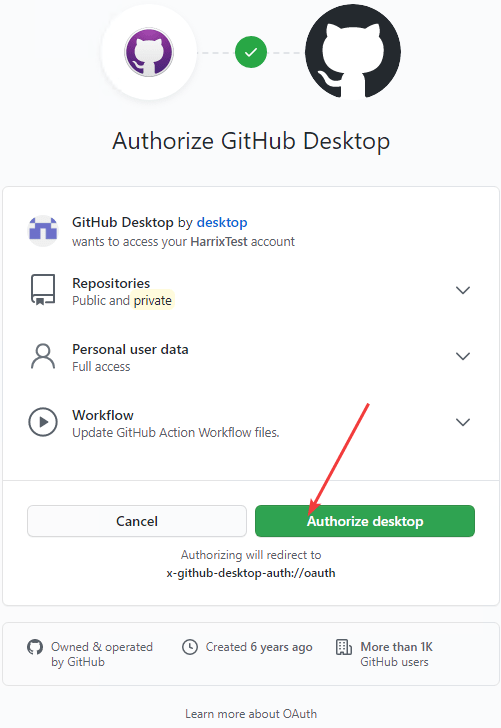 Authorize GitHub Desktop
GitHub Desktop by desktop
wants to access your HarrixTest account
Repositories
Public and private
Personal user data
Full access
Workflow
Update GitHub Action Workflow files.
Cancel
Authorize desktop
Authorizing will redirect to
x-github-desktop-auth://oauth
Owned & operated
by GitHub
Created 6 years ago
More than 1K
GitHub users
Learn more about OAuth